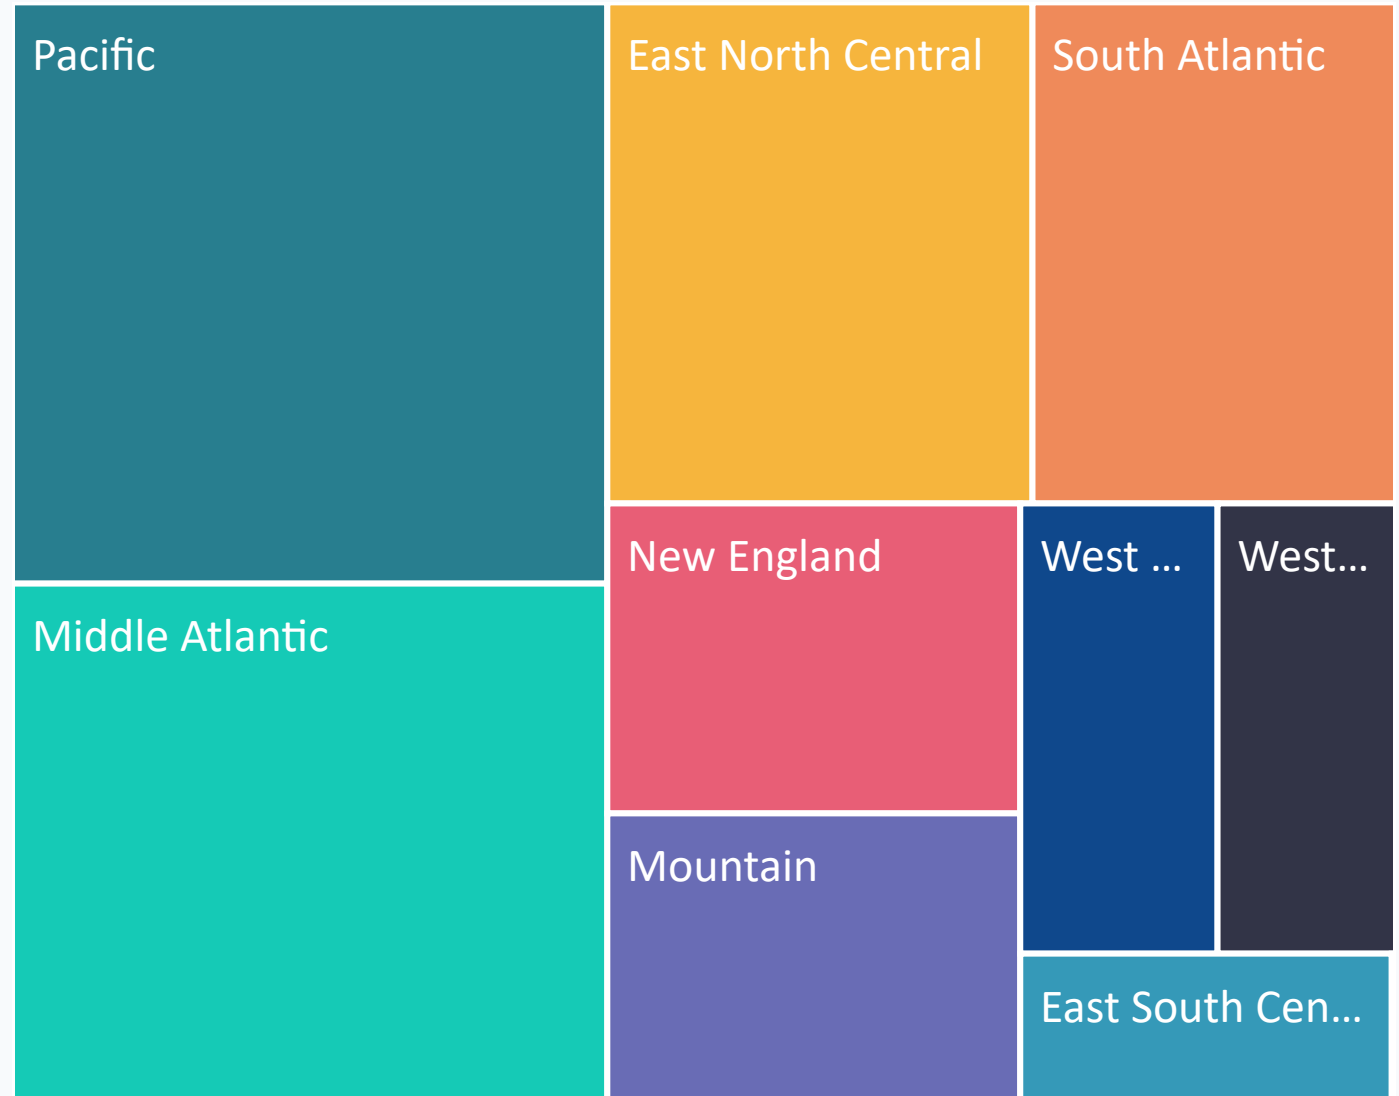 Pacific
East North Central
South Atlantic
New England
West ...
West...
Middle Atlantic
Mountain
East South Cen...